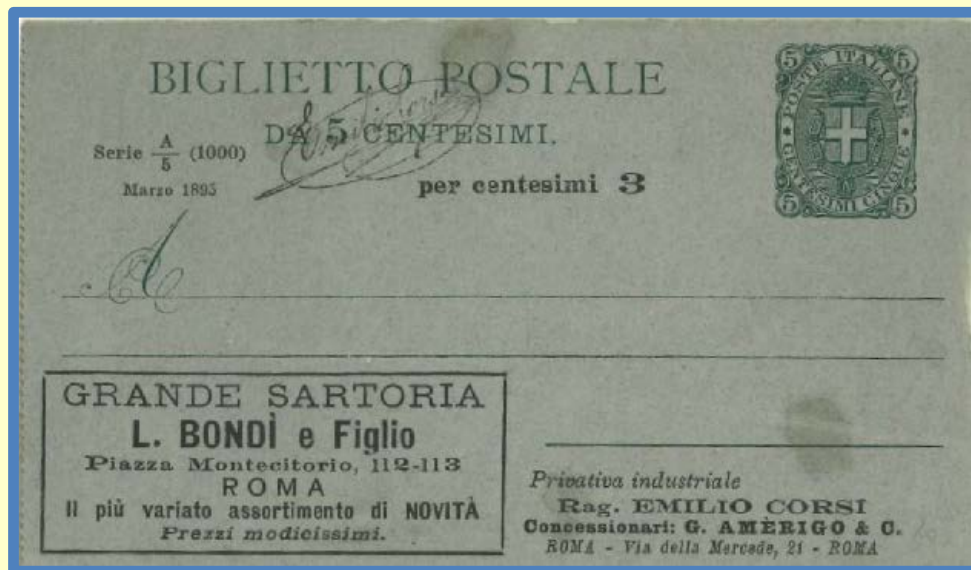 BIGLIETTO POSTALE
DA 5 CENTESIMI.
Serie A/5 (1000)
Marzo 1895
per centesimi 3
5 POSTE ITALIANE 5
5 CENTESIMI CINQUE 5
A
GRANDE SARTORIA
L. BONDÌ e Figlio
Piazza Montecitorio, 112-113
ROMA
Il più variato assortimento di NOVITÀ
Prezzi modicissimi.
Privativa industriale
Rag. EMILIO CORSI
Concessionari: G. AMÈRIGO & C.
ROMA - Via della Mercede, 21 - ROMA